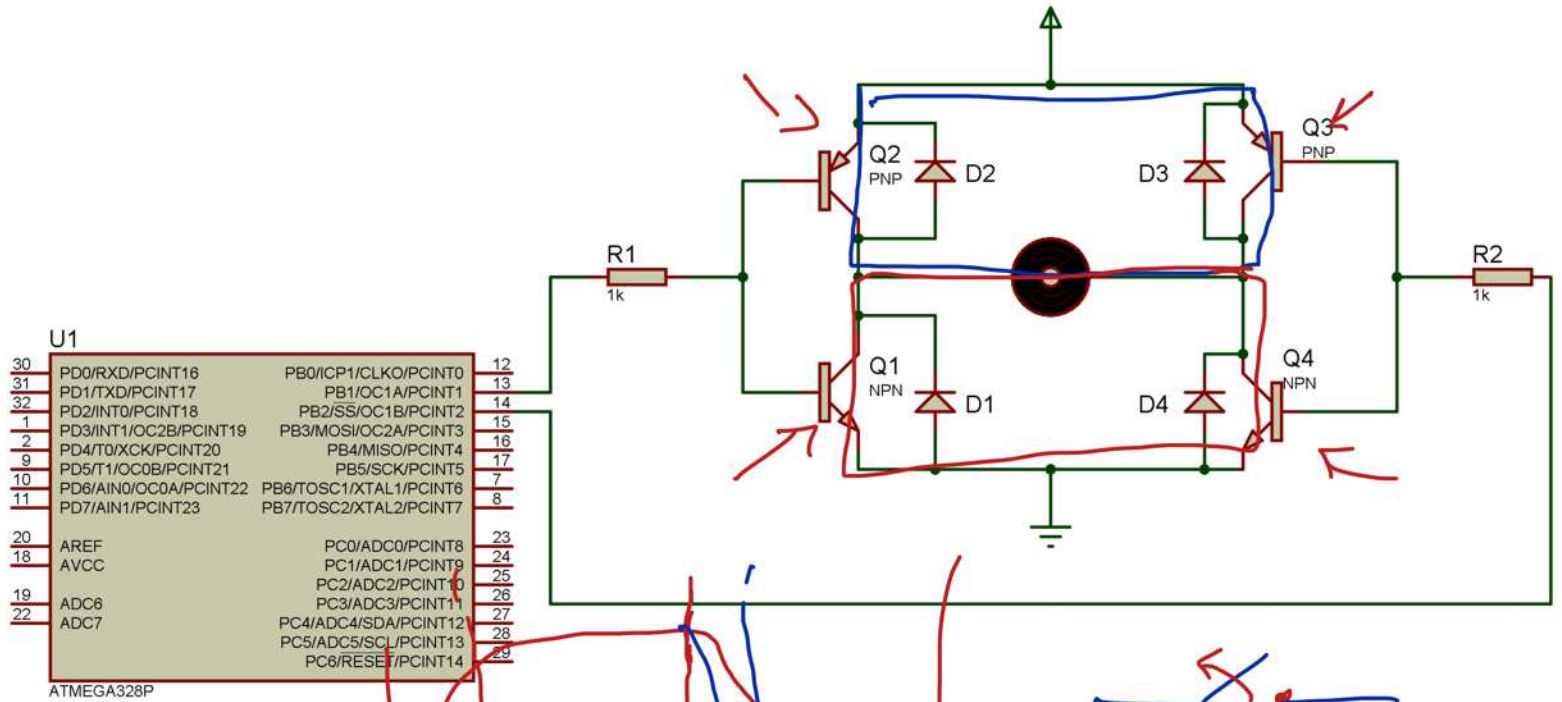 Q2
PNP
D2
D3
Q3
PNP
R1
1k
R2
1k
Q1
NPN
D1
D4
Q4
NPN
U1
30 PD0/RXD/PCINT16 PB0/ICP1/CLKO/PCINT0 12
31 PD1/TXD/PCINT17 PB1/OC1A/PCINT1 13
32 PD2/INT0/PCINT18 PB2/SS/OC1B/PCINT2 14
1 PD3/INT1/OC2B/PCINT19 PB3/MOSI/OC2A/PCINT3 15
2 PD4/T0/XCK/PCINT20 PB4/MISO/PCINT4 16
9 PD5/T1/OC0B/PCINT21 PB5/SCK/PCINT5 17
10 PD6/AIN0/OC0A/PCINT22 PB6/TOSC1/XTAL1/PCINT6 7
11 PD7/AIN1/PCINT23 PB7/TOSC2/XTAL2/PCINT7 8
20 AREF PC0/ADC0/PCINT8 23
18 AVCC PC1/ADC1/PCINT9 24
PC2/ADC2/PCINT10 25
19 ADC6 PC3/ADC3/PCINT11 26
22 ADC7 PC4/ADC4/SDA/PCINT12 27
PC5/ADC5/SCL/PCINT13 28
PC6/RESET/PCINT14 29
ATMEGA328P